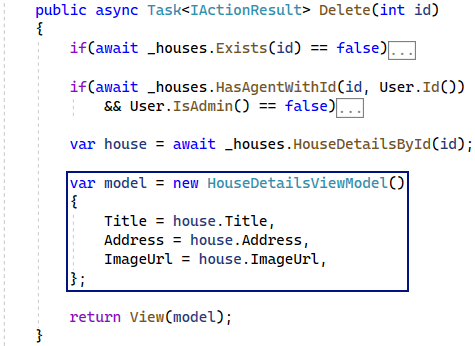 public async Task<IActionResult> Delete(int id)
{
if(await _houses.Exists(id) == false)...
if(await _houses.HasAgentWithId(id, User.Id())
&& User.IsAdmin() == false)...
var house = await _houses.HouseDetailsById(id);
var model = new HouseDetailsViewModel()
{
Title = house.Title,
Address = house.Address,
ImageUrl = house.ImageUrl,
};
return View(model);
}